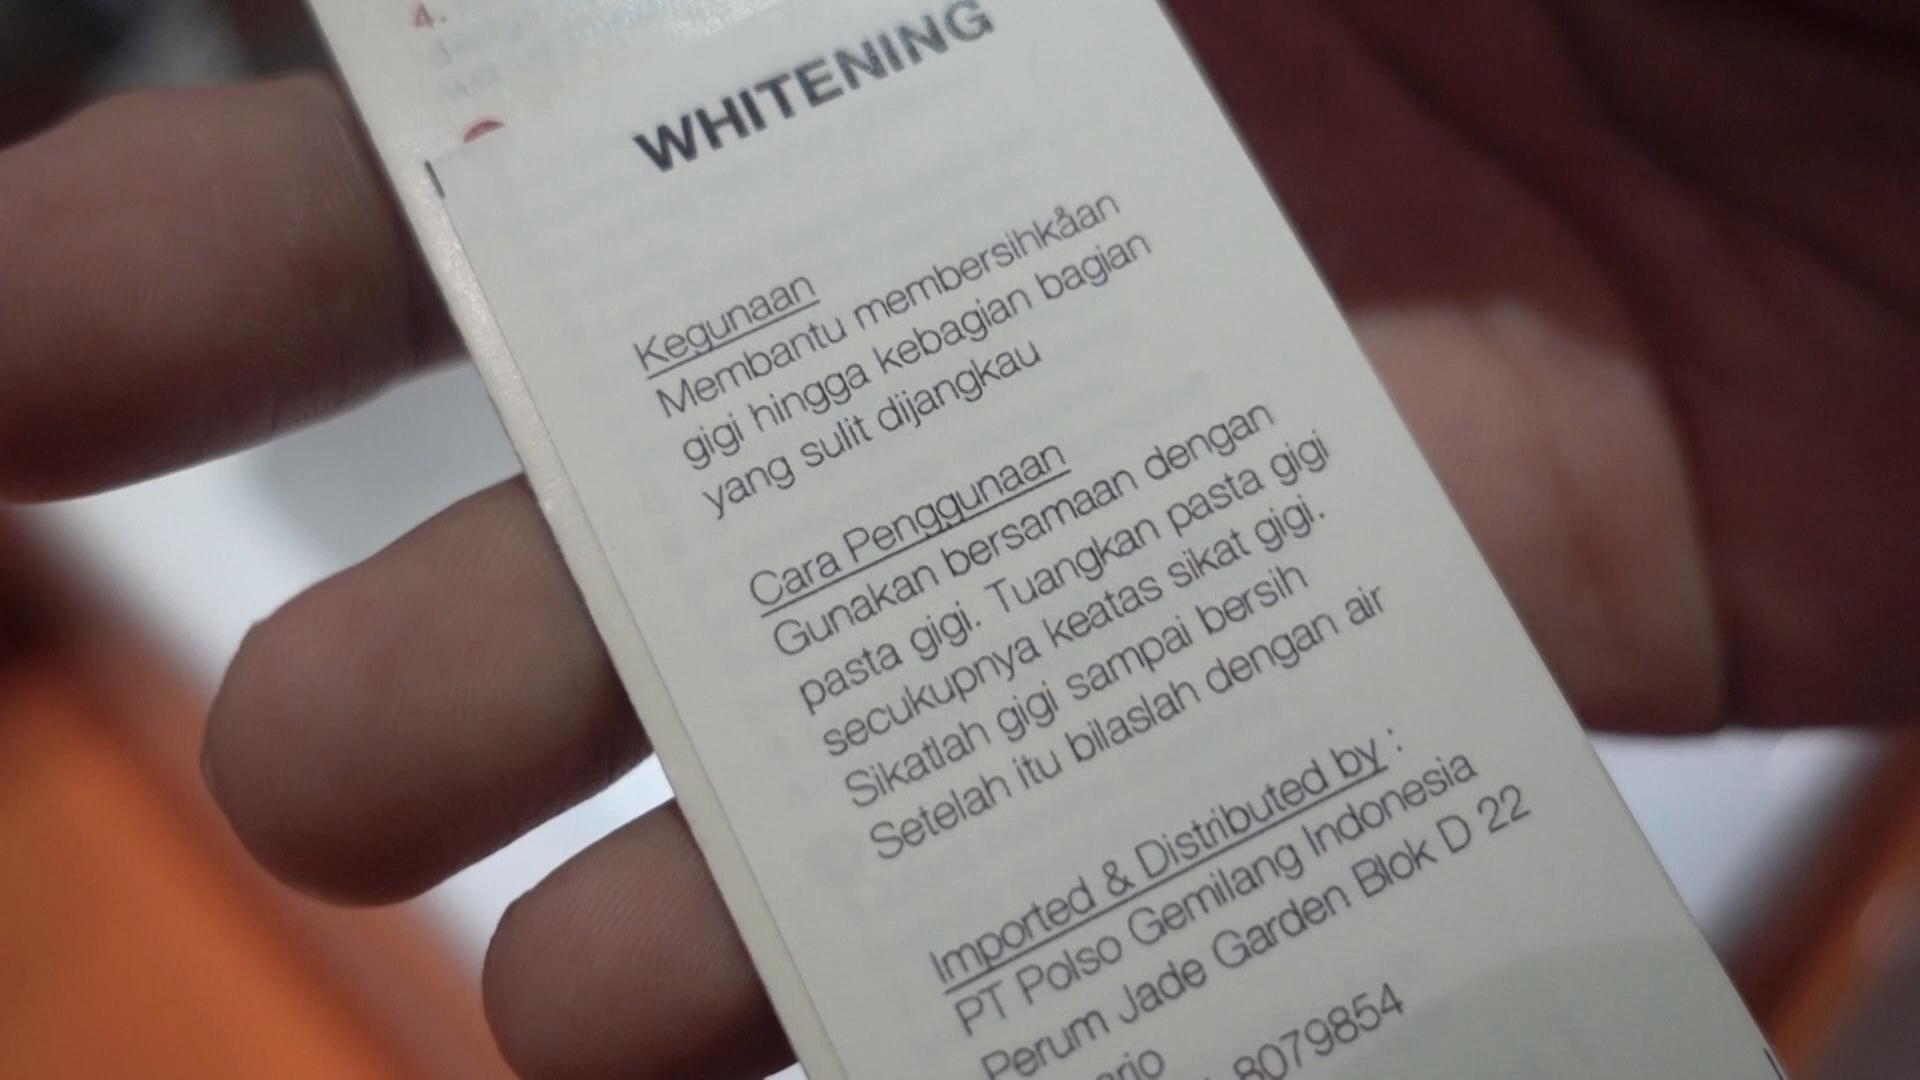 4.
WHITENING
Kegunaan
Membantu membersihkåan
gigi hingga kebagian bagian
yang sulit dijangkau
Cara Penggunaan
Gunakan bersamaan dengan
pasta gigi. Tuangkan pasta gigi
secukupnya keatas sikat gigi.
Sikatlah gigi sampai bersih
Setelah itu bilaslah dengan air
Imported & Distributed by :
PT Polso Gemilang Indonesia
Perum Jade Garden Blok D 22
8079854